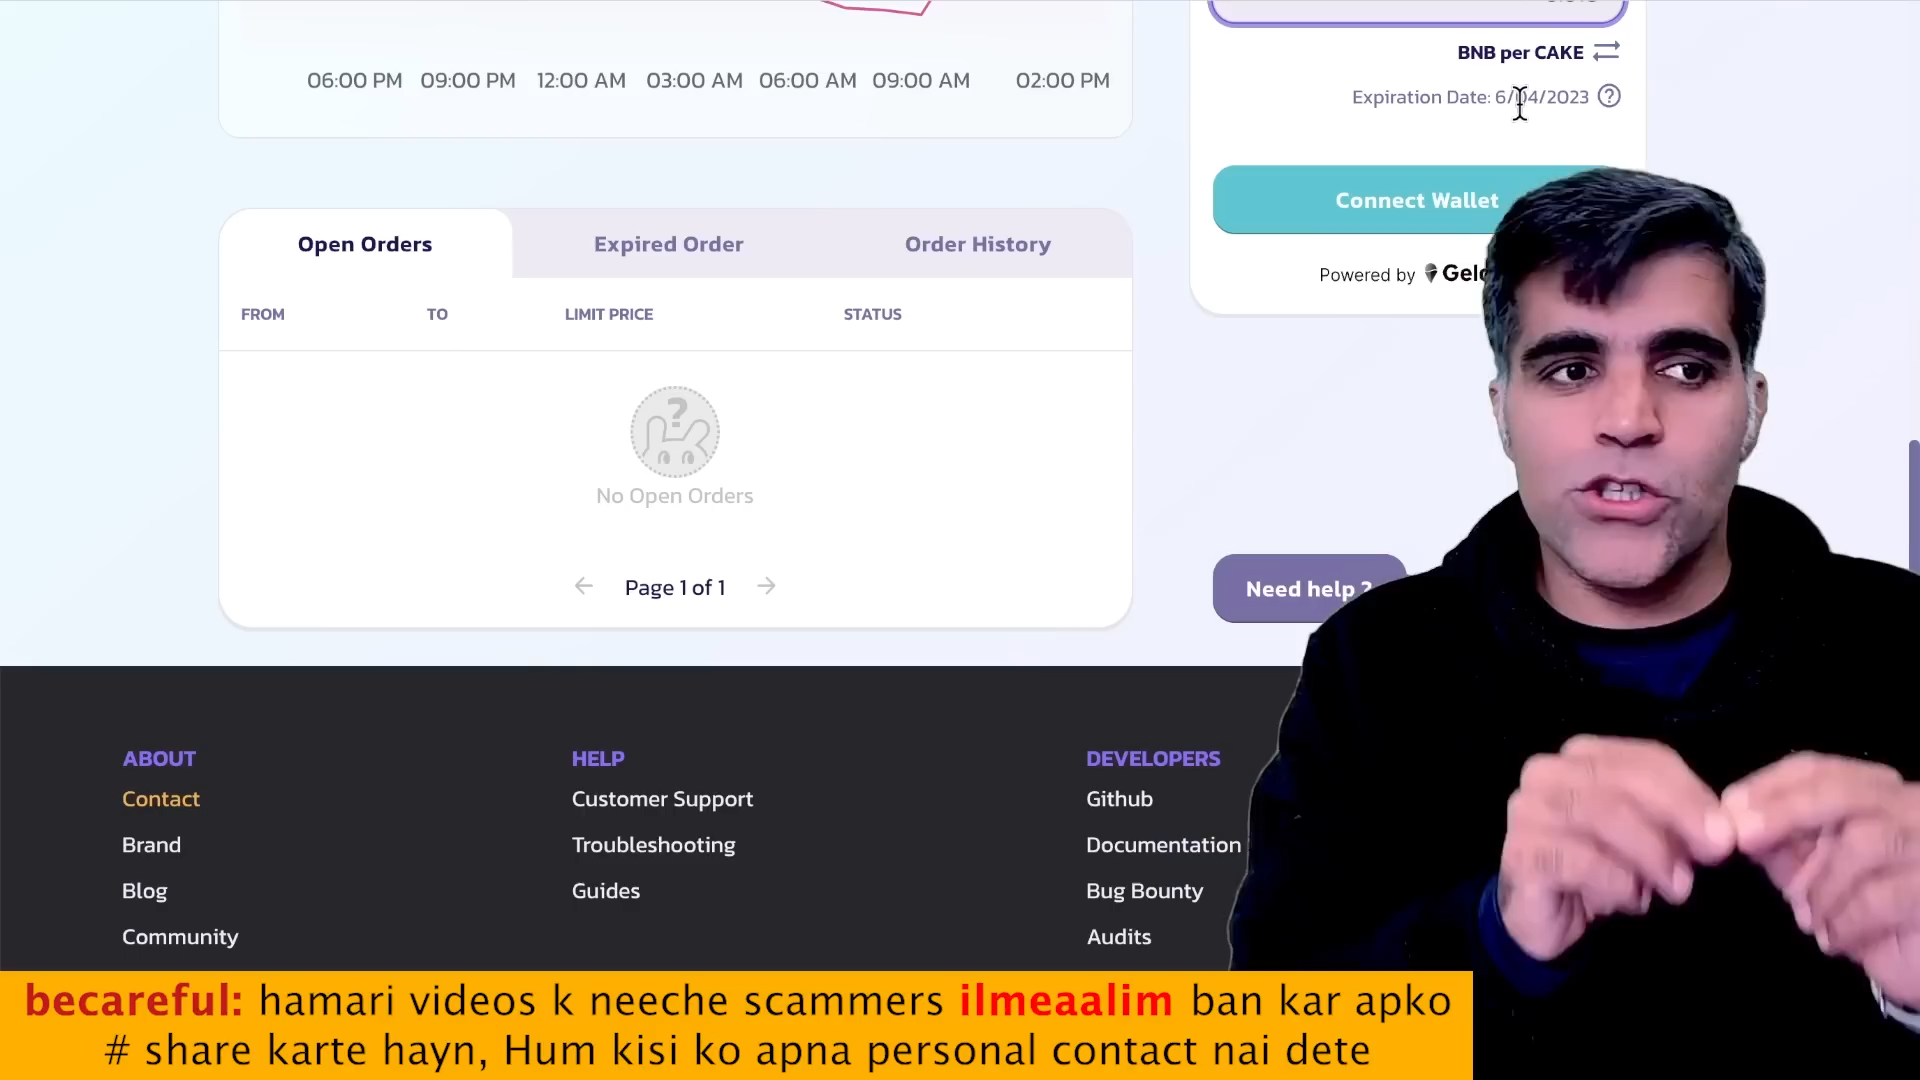 BNB per CAKE
Expiration Date: 6/04/2023
06:00 PM 09:00 PM 12:00 AM 03:00 AM 06:00 AM 09:00 AM 02:00 PM
Connect Wallet
Powered by
Open Orders Expired Order Order History
FROM TO LIMIT PRICE STATUS
?
No Open Orders
Page 1 of 1
Need help ?
ABOUT HELP DEVELOPERS
Contact Customer Support Github
Brand Troubleshooting Documentation
Blog Guides Bug Bounty
Community Audits
becareful: hamari videos k neeche scammers ilmeaalim ban kar apko
# share karte hayn, Hum kisi ko apna personal contact nai dete